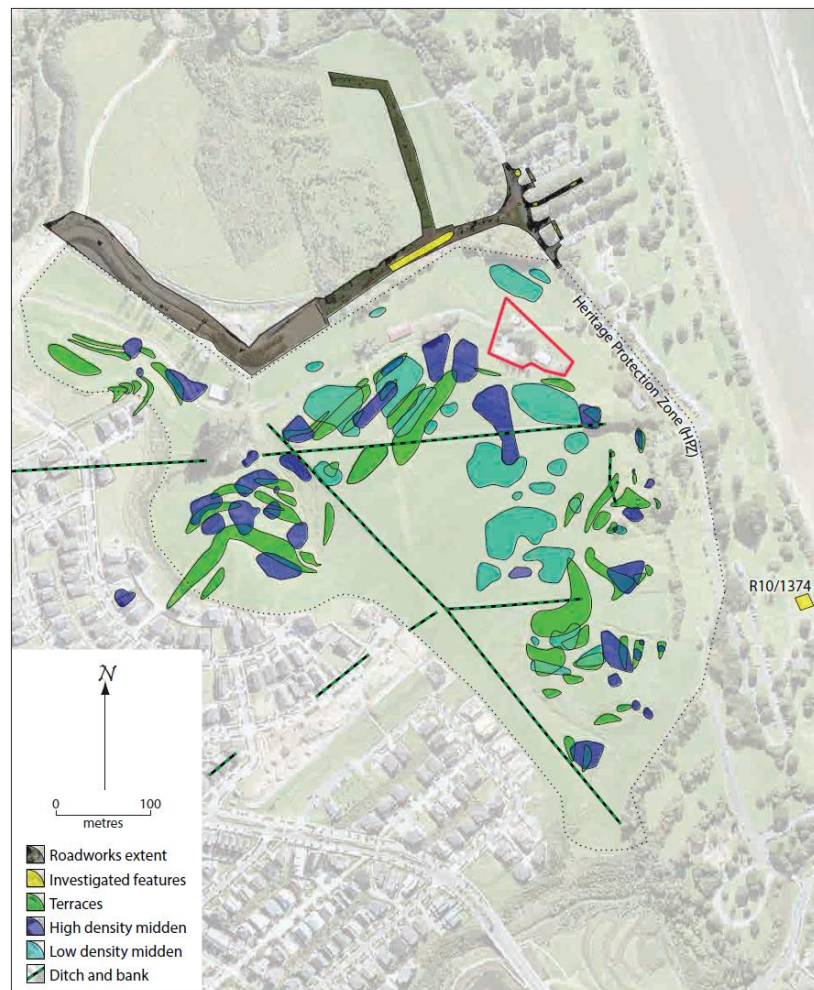 Heritage Protection Zone (HPZ)
R10/1374
N
0 100
metres
Roadworks extent
Investigated features
Terraces
High density midden
Low density midden
Ditch and bank